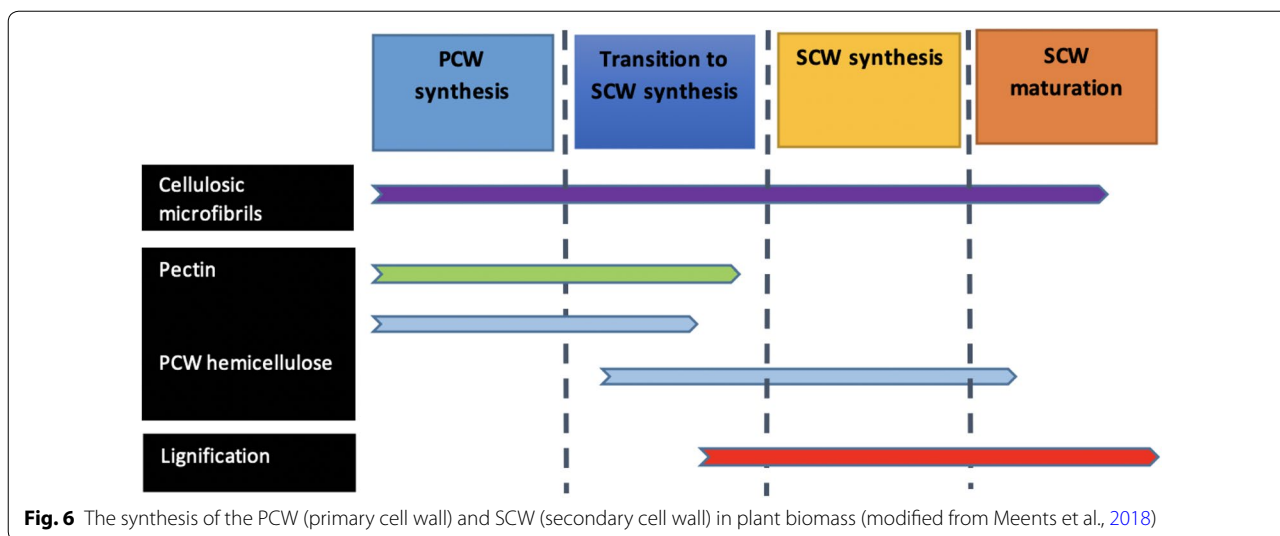 PCW
synthesis
Transition to
SCW synthesis
SCW synthesis
SCW
maturation
Cellulosic
microfibrils
Pectin
PCW hemicellulose
Lignification
Fig. 6 The synthesis of the PCW (primary cell wall) and SCW (secondary cell wall) in plant biomass (modified from Meents et al., 2018)